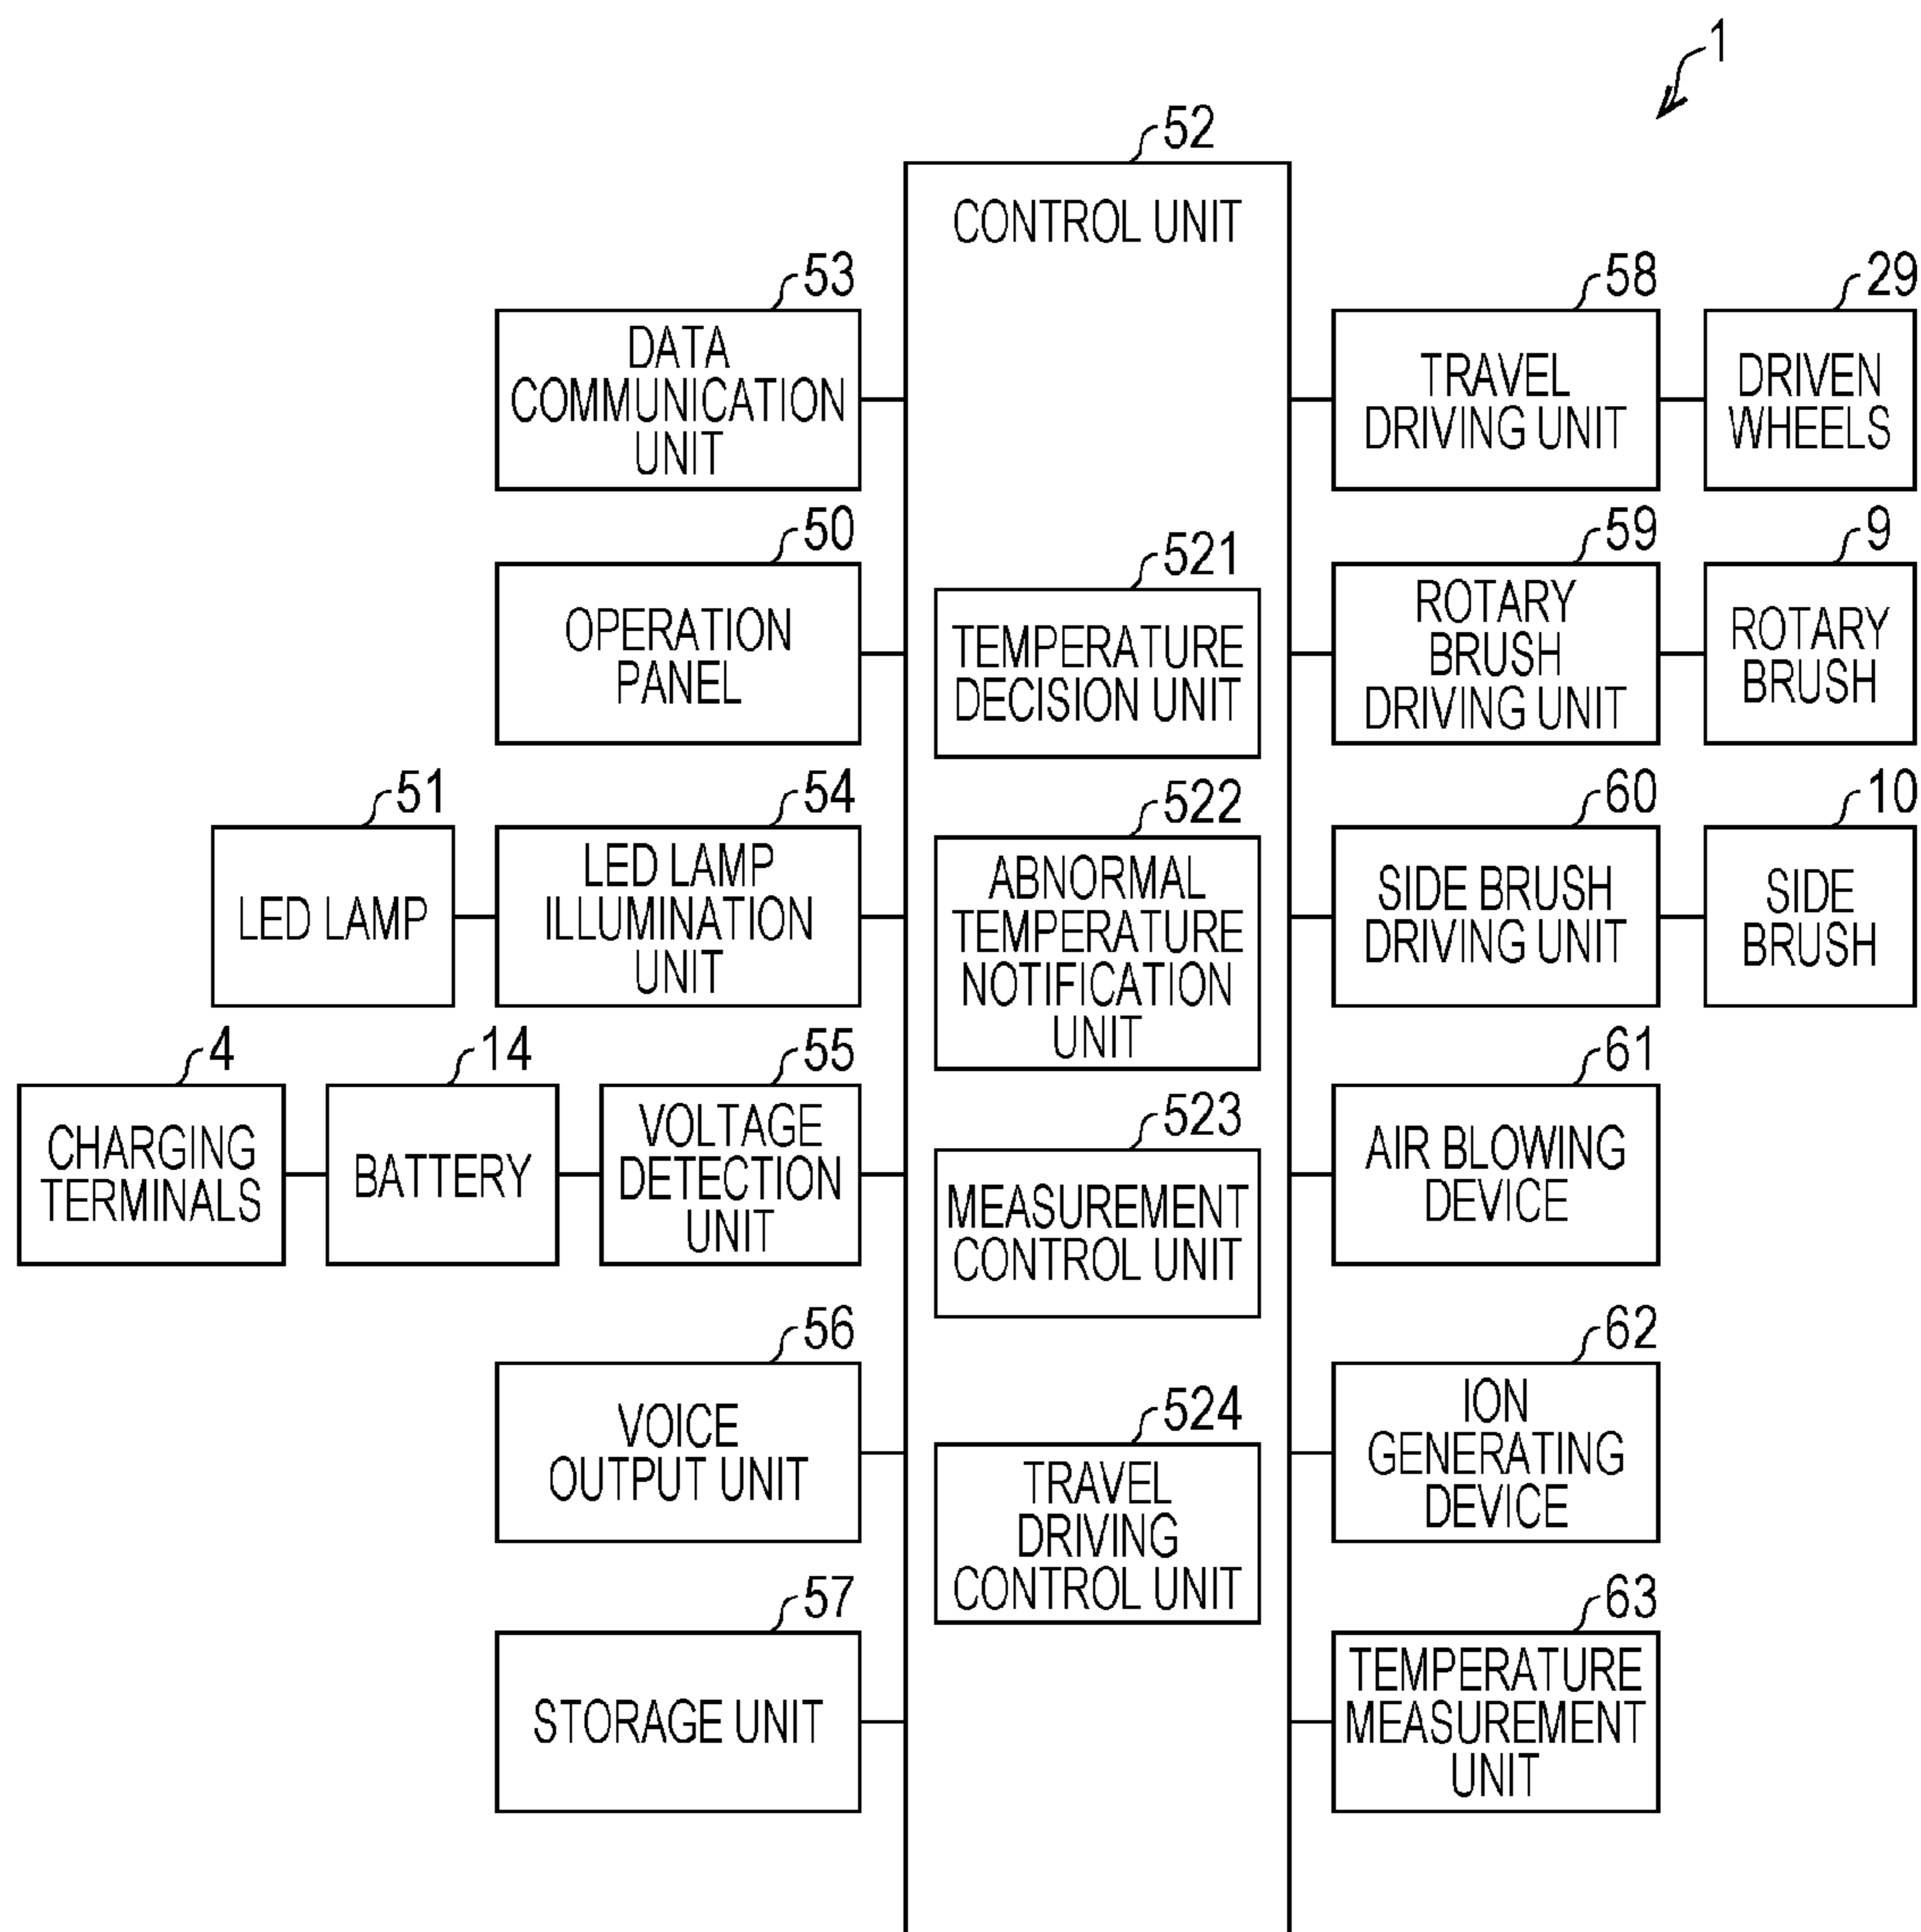 1
52
CONTROL UNIT
53
DATA
COMMUNICATION
UNIT
58
TRAVEL
DRIVING UNIT
29
DRIVEN
WHEELS
50
OPERATION
PANEL
521
TEMPERATURE
DECISION UNIT
59
ROTARY
BRUSH
DRIVING UNIT
9
ROTARY
BRUSH
51
LED LAMP
54
LED LAMP
ILLUMINATION
UNIT
522
ABNORMAL
TEMPERATURE
NOTIFICATION
UNIT
60
SIDE BRUSH
DRIVING UNIT
10
SIDE
BRUSH
4
CHARGING
TERMINALS
14
BATTERY
55
VOLTAGE
DETECTION
UNIT
523
MEASUREMENT
CONTROL UNIT
61
AIR BLOWING
DEVICE
56
VOICE
OUTPUT UNIT
524
TRAVEL
DRIVING
CONTROL UNIT
62
ION
GENERATING
DEVICE
57
STORAGE UNIT
63
TEMPERATURE
MEASUREMENT
UNIT